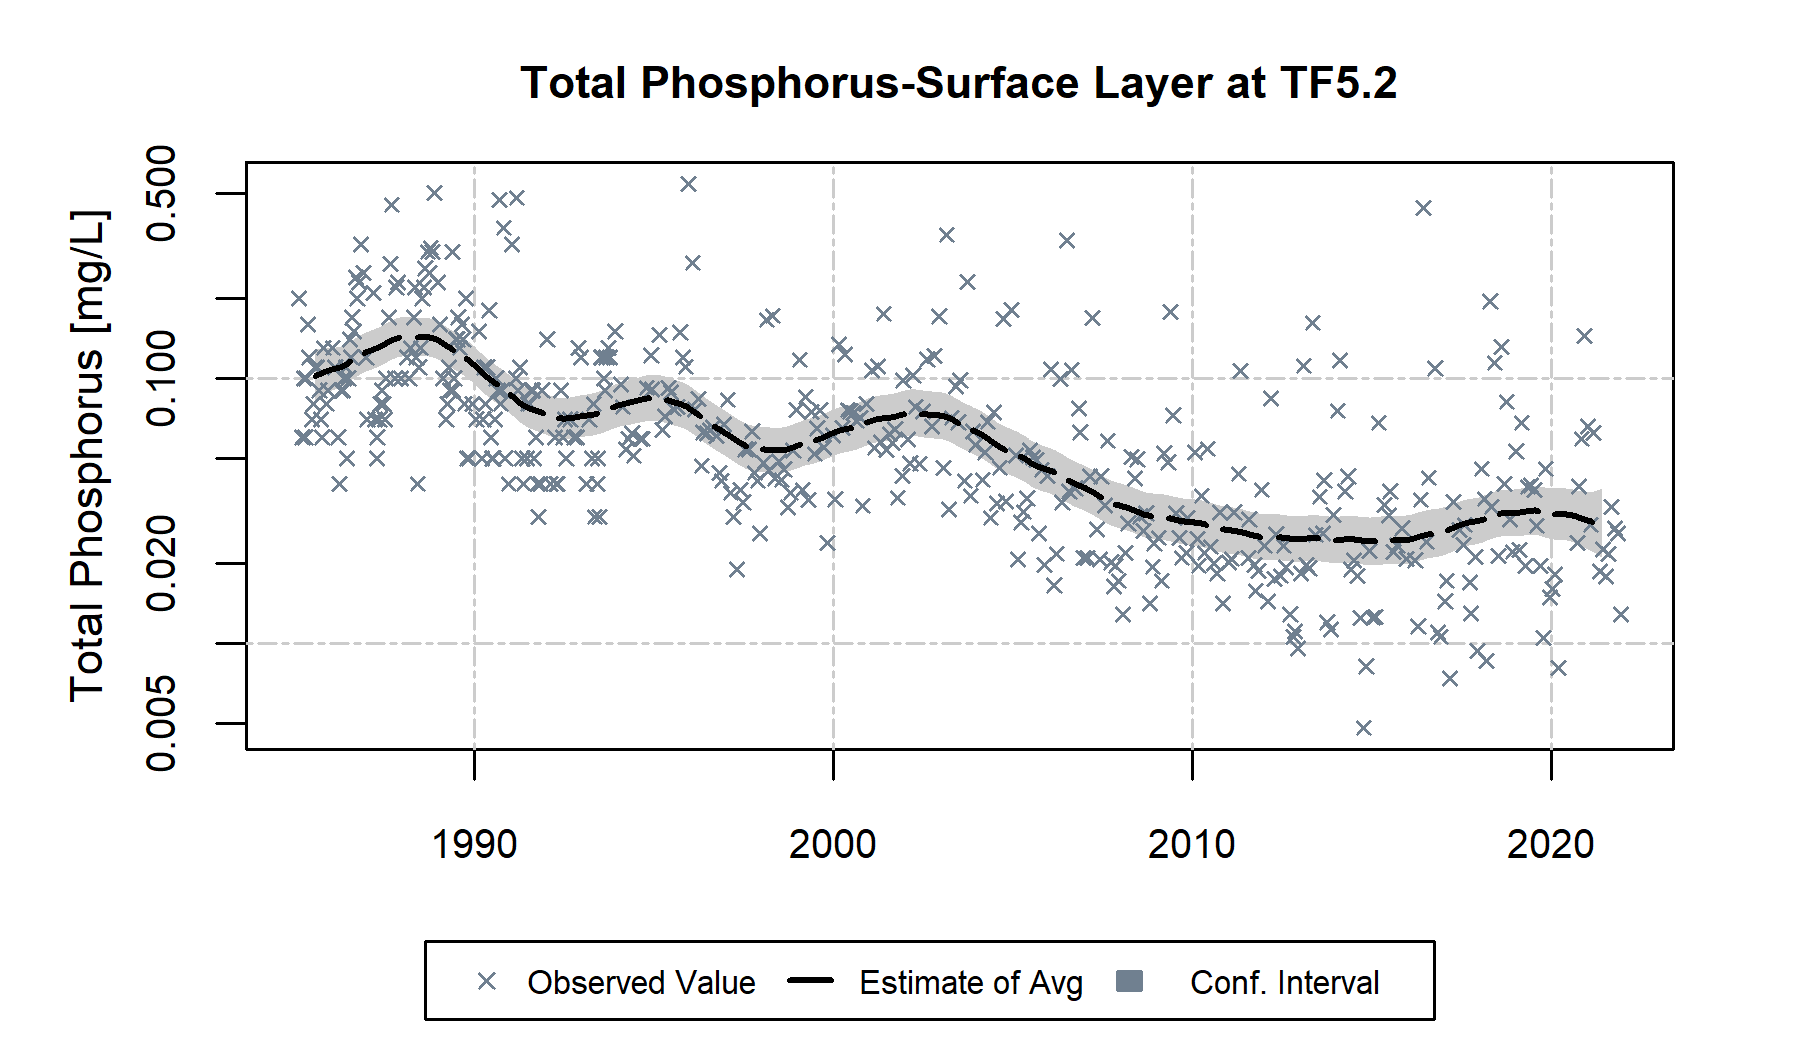 Total Phosphorus-Surface Layer at TF5.2
Total Phosphorus [mg/L]
0.500
0.100
0.020
0.005
1990 2000 2010 2020
Observed Value Estimate of Avg Conf. Interval